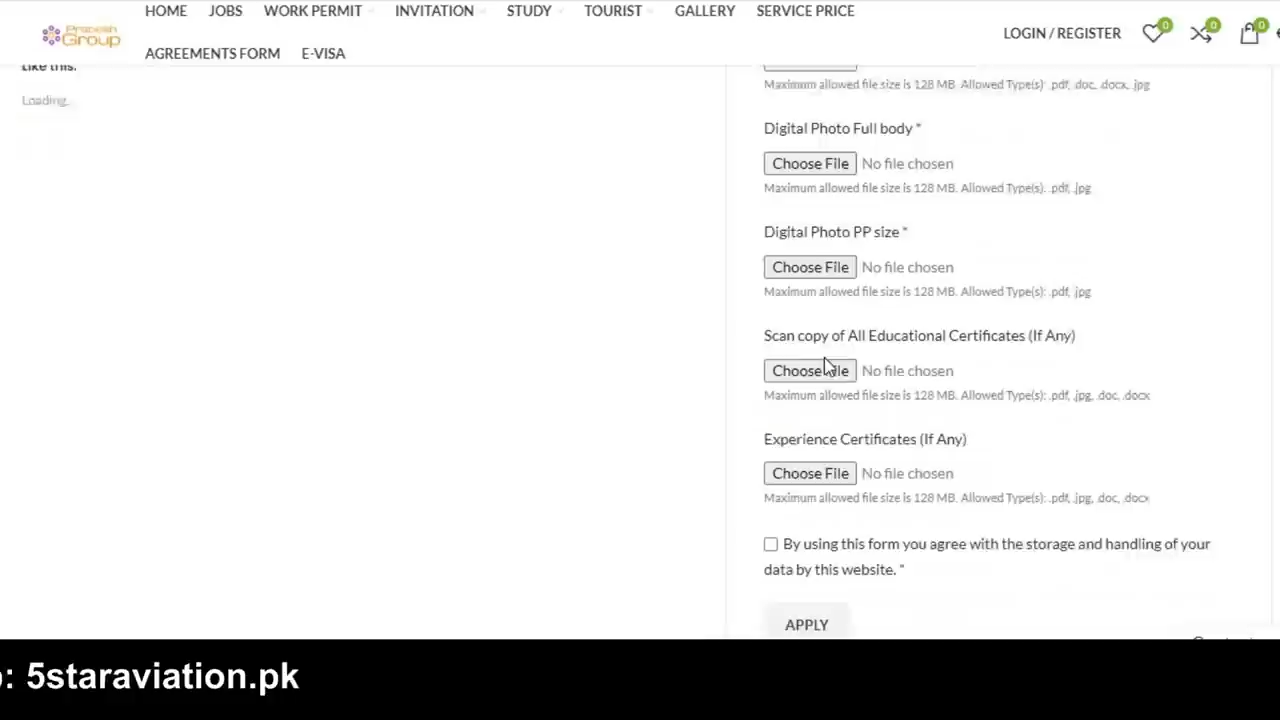 HOME JOBS WORK PERMIT INVITATION STUDY TOURIST GALLERY SERVICE PRICE
Group
LOGIN / REGISTER 0 0 0
AGREEMENTS FORM E-VISA
Like this:
Loading.
Maximum allowed file size is 128 MB. Allowed Type(s): .pdf, .doc, .docx, .jpg
Digital Photo Full body *
Choose File No file chosen
Maximum allowed file size is 128 MB. Allowed Type(s): .pdf, .jpg
Digital Photo PP size *
Choose File No file chosen
Maximum allowed file size is 128 MB. Allowed Type(s): .pdf, .jpg
Scan copy of All Educational Certificates (If Any)
Choose File No file chosen
Maximum allowed file size is 128 MB. Allowed Type(s): .pdf, .jpg, .doc, .docx
Experience Certificates (If Any)
Choose File No file chosen
Maximum allowed file size is 128 MB. Allowed Type(s): .pdf, .jpg, .doc, .docx
By using this form you agree with the storage and handling of your
data by this website. *
APPLY
: 5staraviation.pk